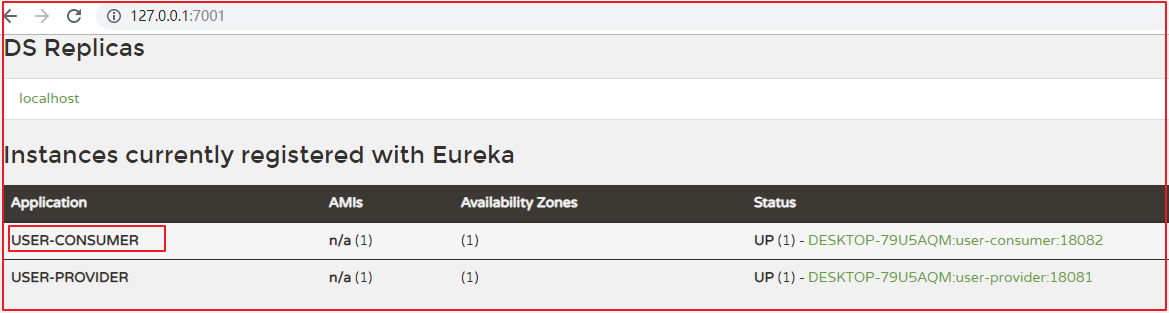 127.0.0.1:7001
DS Replicas
localhost
Instances currently registered with Eureka
Application AMIs Availability Zones Status
USER-CONSUMER n/a (1) (1) UP (1) - DESKTOP-79U5AQM:user-consumer:18082
USER-PROVIDER n/a (1) (1) UP (1) - DESKTOP-79U5AQM:user-provider:18081